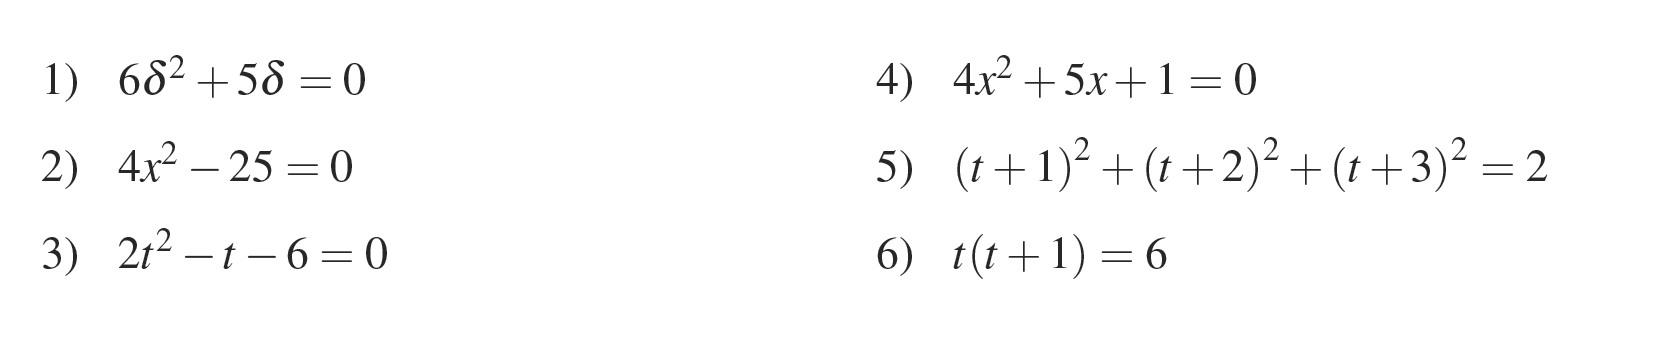 1) 6δ² + 5δ = 0
2) 4x² − 25 = 0
3) 2t² − t − 6 = 0
4) 4x² + 5x + 1 = 0
5) (t + 1)² + (t + 2)² + (t + 3)² = 2
6) t(t + 1) = 6